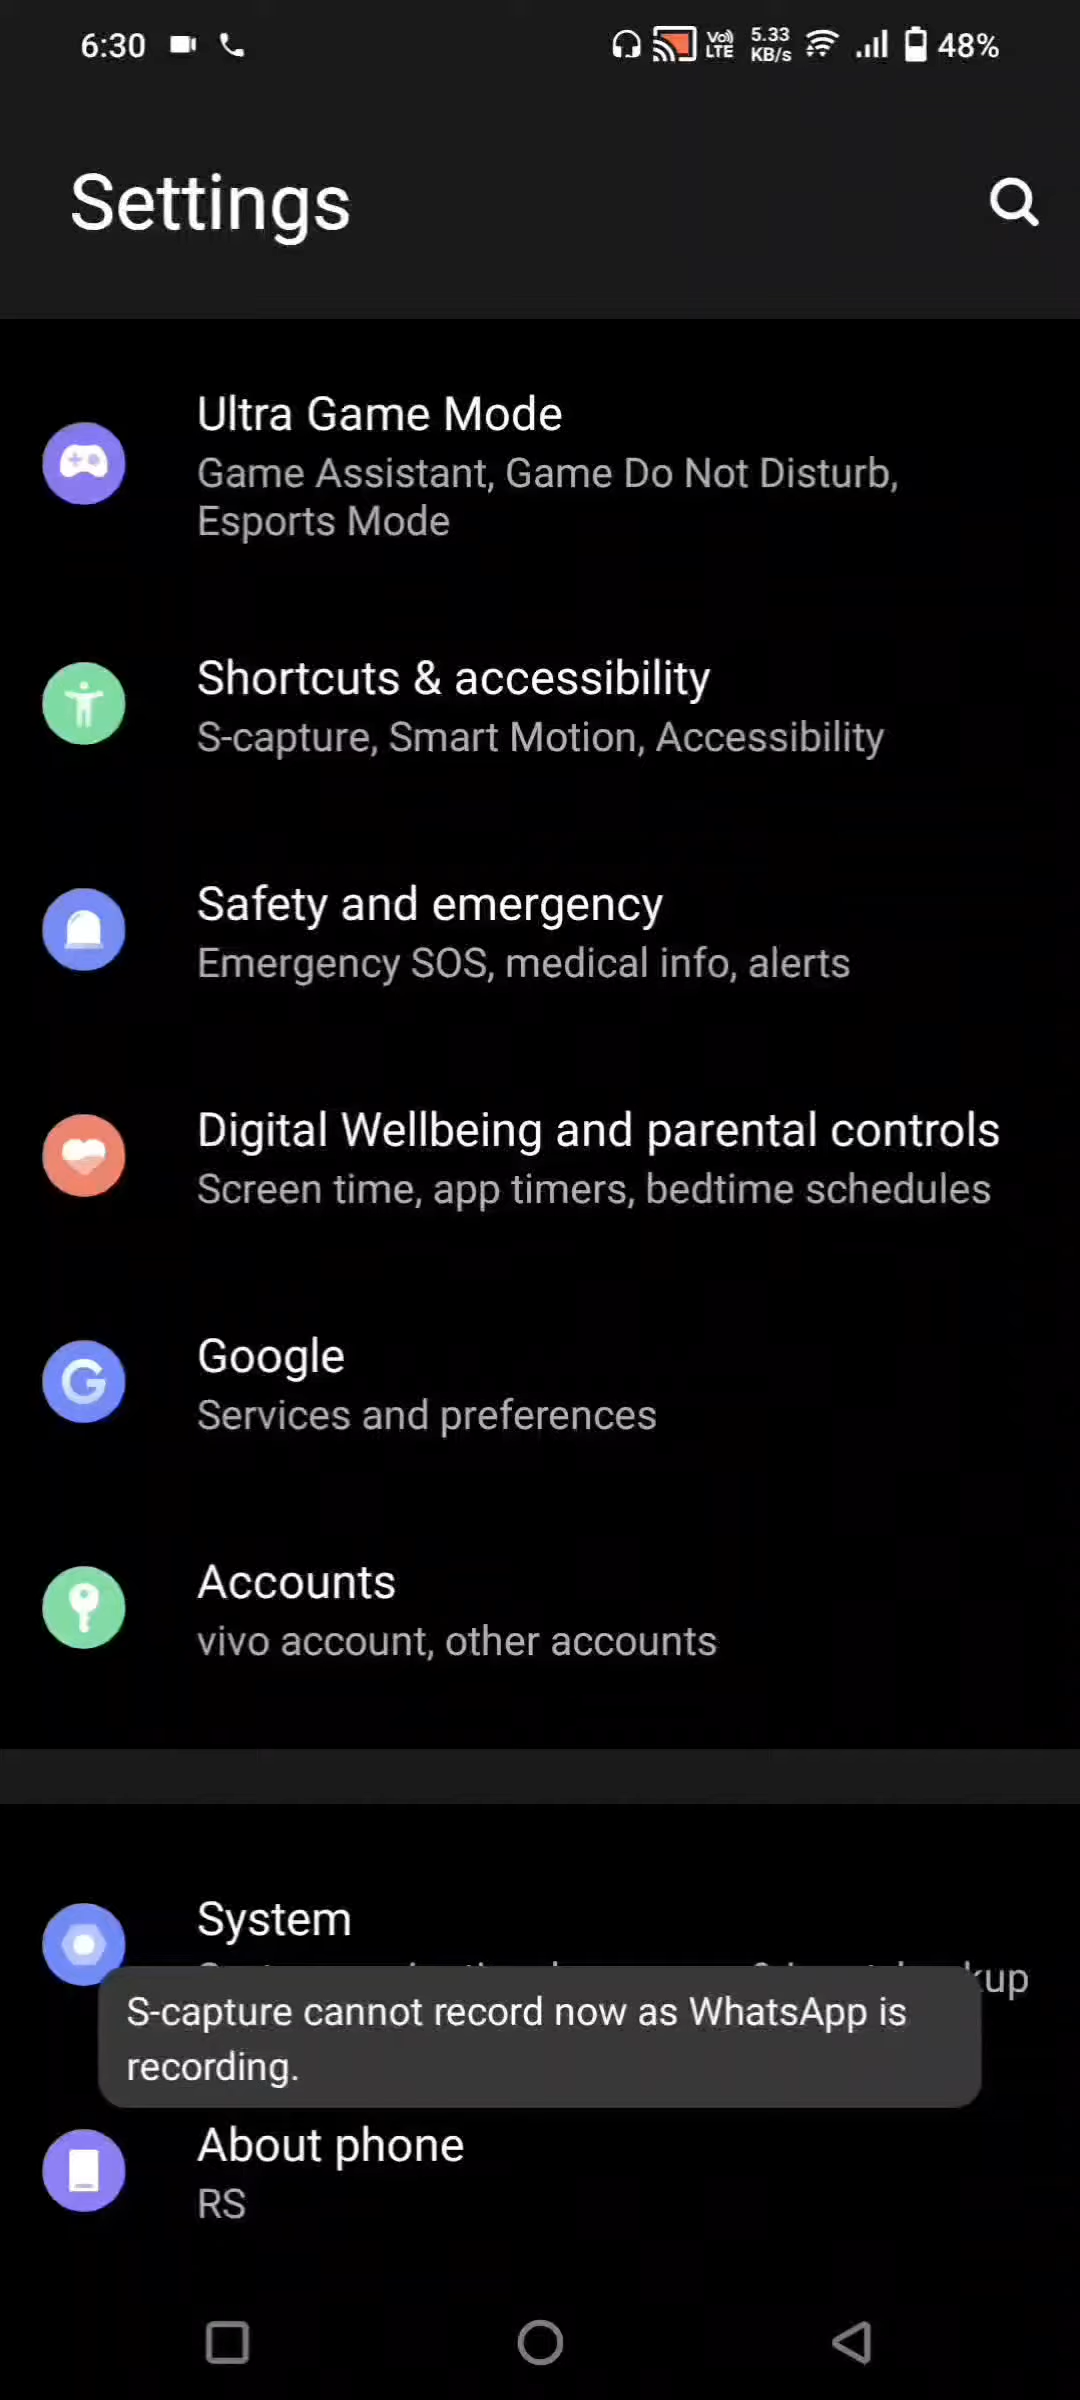 6:30
Vo) LTE
5.33 KB/s
48%
Settings
Ultra Game Mode
Game Assistant, Game Do Not Disturb,
Esports Mode
Shortcuts & accessibility
S-capture, Smart Motion, Accessibility
Safety and emergency
Emergency SOS, medical info, alerts
Digital Wellbeing and parental controls
Screen time, app timers, bedtime schedules
Google
Services and preferences
Accounts
vivo account, other accounts
System
S-capture cannot record now as WhatsApp is
recording.
About phone
RS